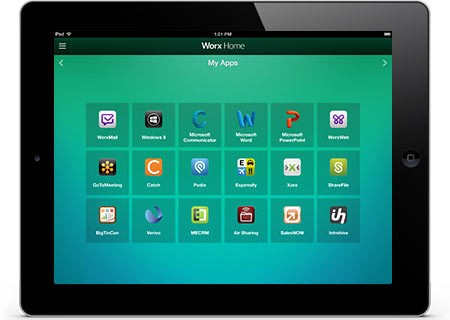 iPad 1:01 PM
Worx Home
My Apps
WorxMail Windows 8 Microsoft Communicator Microsoft Word Microsoft PowerPoint WorxWeb
GoToMeeting Catch Podio Expensify Xora ShareFile
BigTinCan Verivo MECRM Air Sharing SalesNOW Introhive